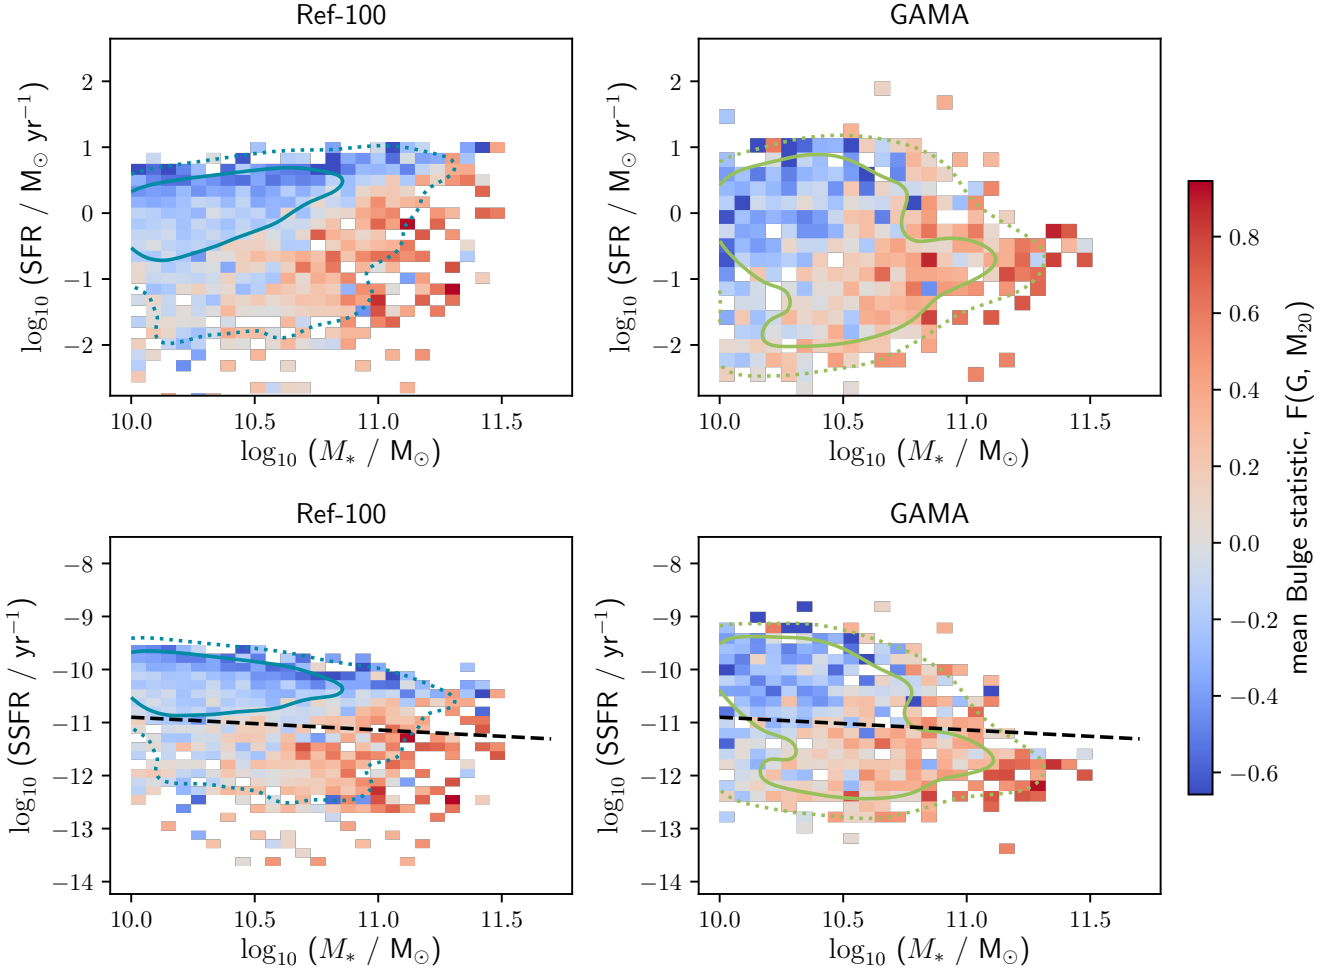 Ref-100
GAMA
log₁₀ (SFR / M⊙ yr⁻¹)
2
1
0
−1
−2
10.0 10.5 11.0 11.5
log₁₀ (M* / M⊙)
log₁₀ (SFR / M⊙ yr⁻¹)
2
1
0
−1
−2
10.0 10.5 11.0 11.5
log₁₀ (M* / M⊙)
Ref-100
GAMA
log₁₀ (SSFR / yr⁻¹)
−8
−9
−10
−11
−12
−13
−14
10.0 10.5 11.0 11.5
log₁₀ (M* / M⊙)
log₁₀ (SSFR / yr⁻¹)
−8
−9
−10
−11
−12
−13
−14
10.0 10.5 11.0 11.5
log₁₀ (M* / M⊙)
0.8
0.6
0.4
0.2
0.0
−0.2
−0.4
−0.6
mean Bulge statistic, F(G, M₂₀)